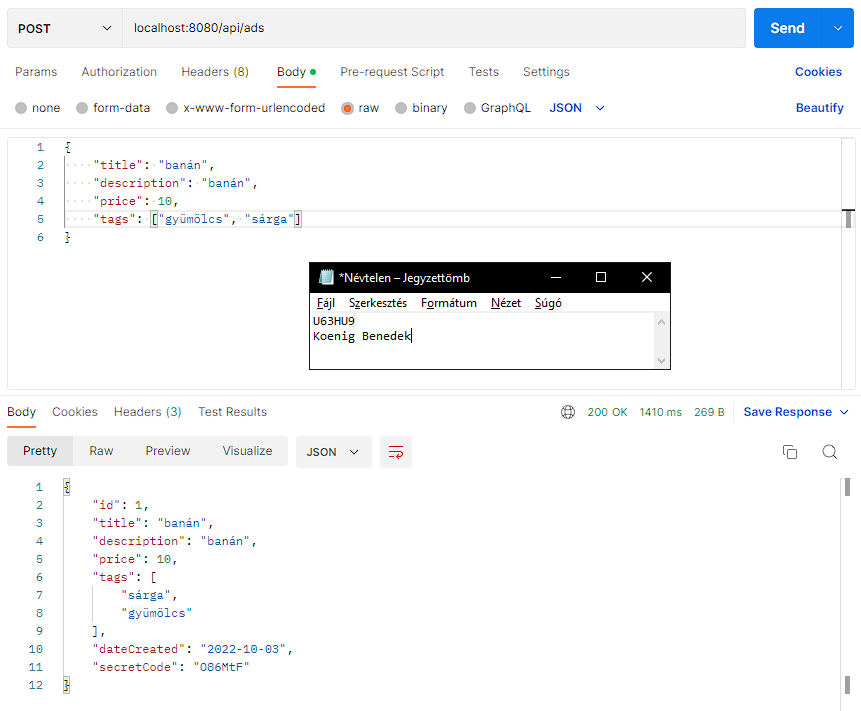 POST localhost:8080/api/ads Send
Params Authorization Headers (8) Body Pre-request Script Tests Settings Cookies
none form-data x-www-form-urlencoded raw binary GraphQL JSON Beautify
1 {
2 "title": "banán",
3 "description": "banán",
4 "price": 10,
5 "tags": ["gyümölcs", "sárga"]
6 }
*Névtelen – Jegyzettömb
Fájl Szerkesztés Formátum Nézet Súgó
U63HU9
Koenig Benedek
Body Cookies Headers (3) Test Results 200 OK 1410 ms 269 B Save Response
Pretty Raw Preview Visualize JSON
1 {
2 "id": 1,
3 "title": "banán",
4 "description": "banán",
5 "price": 10,
6 "tags": [
7 "sárga",
8 "gyümölcs"
9 ],
10 "dateCreated": "2022-10-03",
11 "secretCode": "O86MtF"
12 }